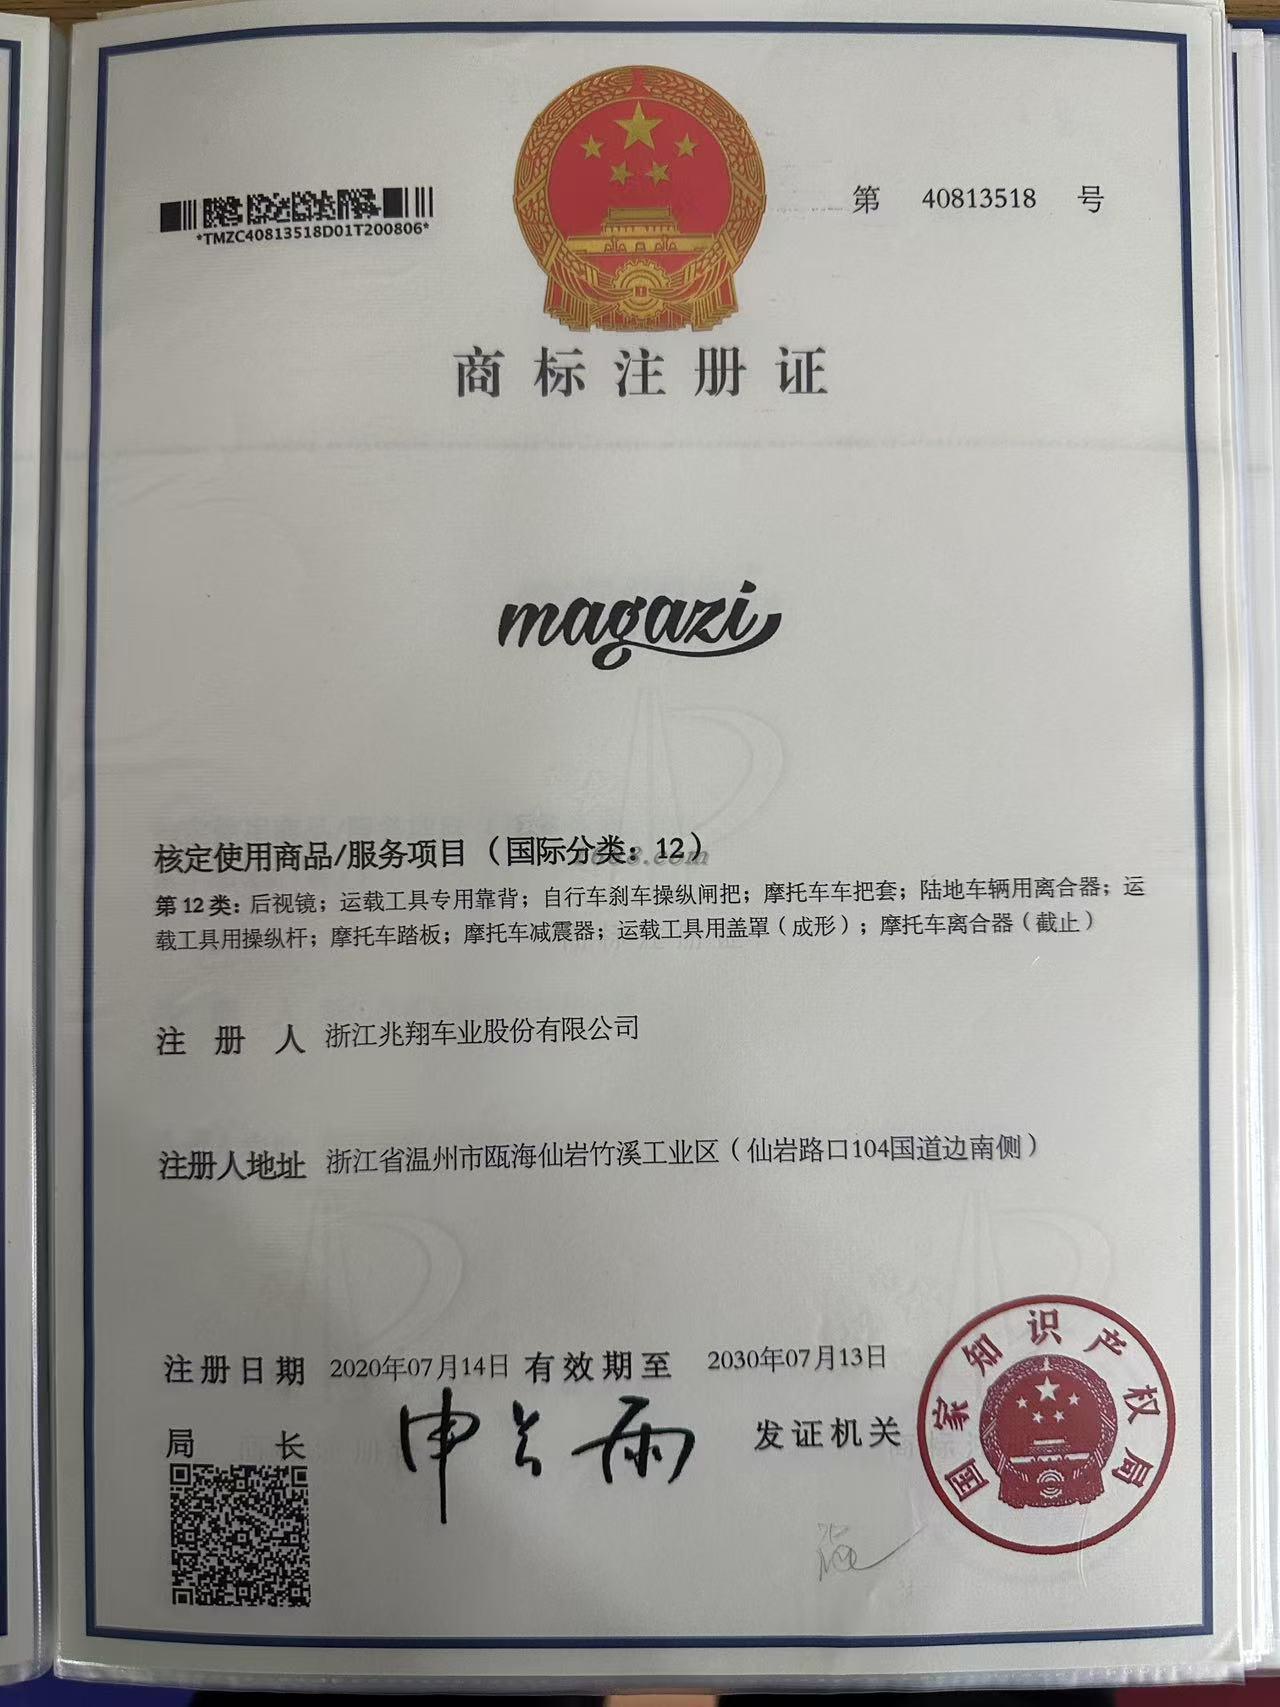 第 40813518 号
*TMZC40813518D01T200806*
商标注册证
magazi
核定使用商品/服务项目（国际分类：12）
第12类：后视镜；运载工具专用靠背；自行车刹车操纵闸把；摩托车车把套；陆地车辆用离合器；运
载工具用操纵杆；摩托车踏板；摩托车减震器；运载工具用盖罩（成形）；摩托车离合器（截止）
注册人 浙江兆翔车业股份有限公司
注册人地址 浙江省温州市瓯海仙岩竹溪工业区（仙岩路口104国道边南侧）
注册日期 2020年07月14日 有效期至 2030年07月13日
局长 申长雨 发证机关
国家知识产权局